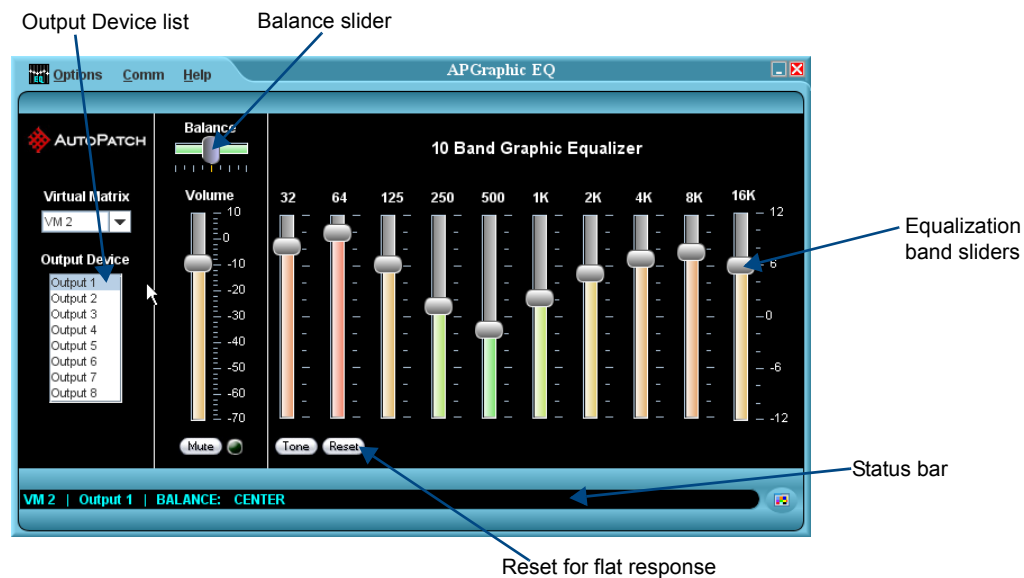 Output Device list
Balance slider
Options Comm Help
APGraphic EQ
AUTOPATCH
Balance
10 Band Graphic Equalizer
Virtual Matrix
VM 2
Volume
10
0
-10
-20
-30
-40
-50
-60
-70
32 64 125 250 500 1K 2K 4K 8K 16K
12
6
0
-6
-12
Output Device
Output 1
Output 2
Output 3
Output 4
Output 5
Output 6
Output 7
Output 8
Equalization
band sliders
Mute
Tone
Reset
Status bar
VM 2 | Output 1 | BALANCE: CENTER
Reset for flat response